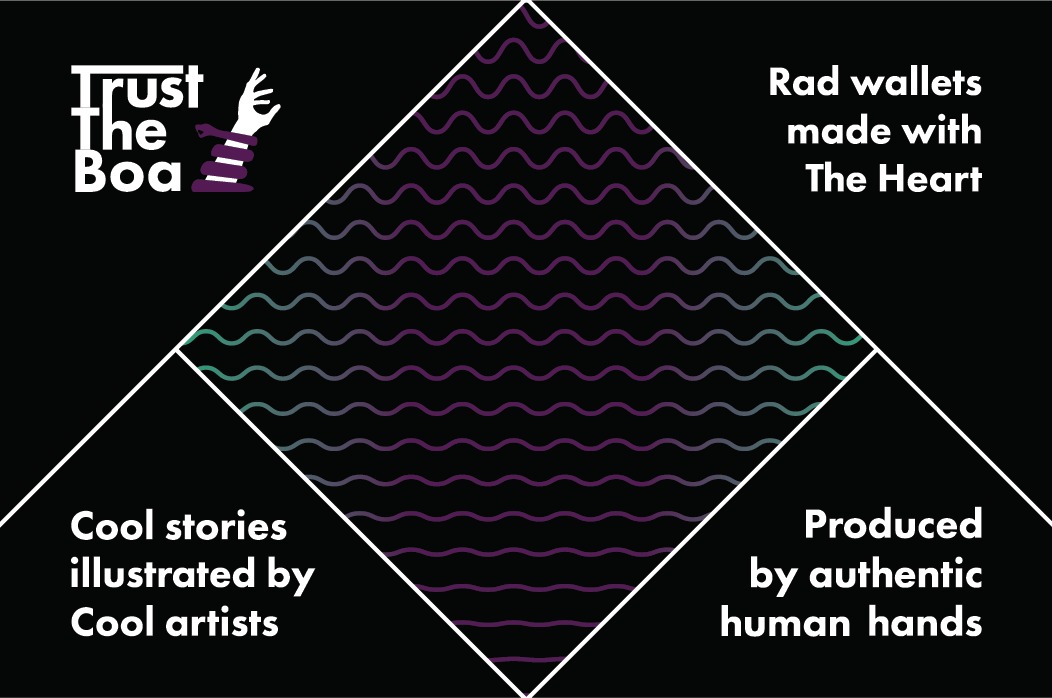 Trust
The
Boa
Rad wallets
made with
The Heart
Cool stories
illustrated by
Cool artists
Produced
by authentic
human hands